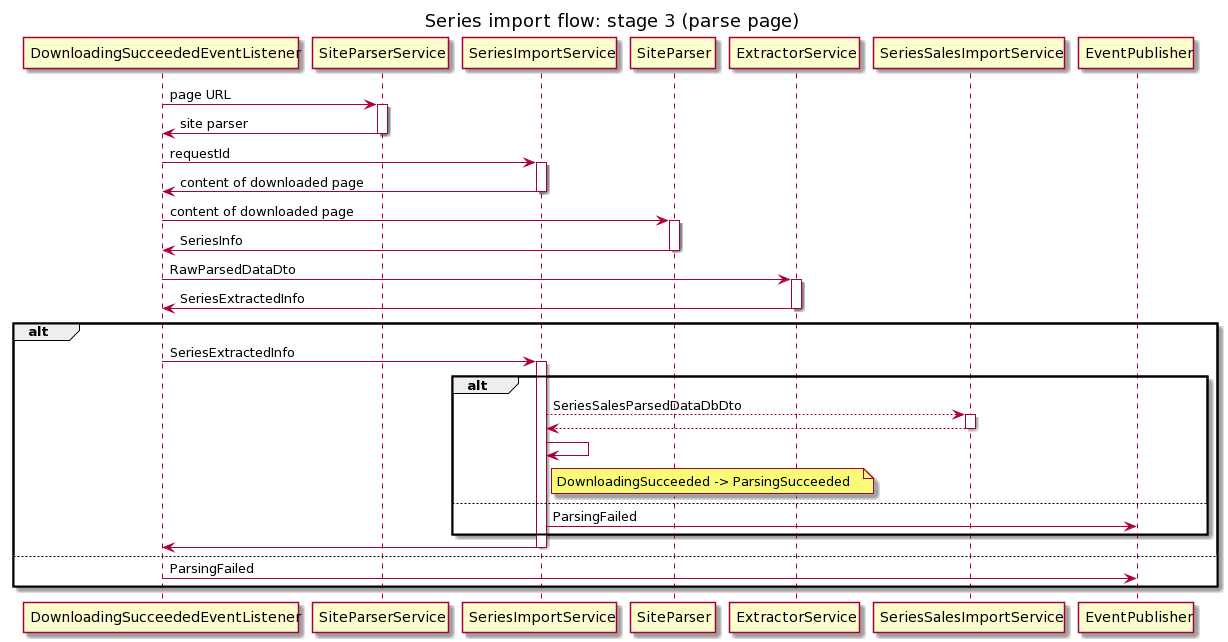 Series import flow: stage 3 (parse page)
DownloadingSucceededEventListener SiteParserService SeriesImportService SiteParser ExtractorService SeriesSalesImportService EventPublisher
page URL
site parser
requestId
content of downloaded page
content of downloaded page
SeriesInfo
RawParsedDataDto
SeriesExtractedInfo
alt
SeriesExtractedInfo
alt
SeriesSalesParsedDataDbDto
DownloadingSucceeded -> ParsingSucceeded
ParsingFailed
ParsingFailed
DownloadingSucceededEventListener SiteParserService SeriesImportService SiteParser ExtractorService SeriesSalesImportService EventPublisher